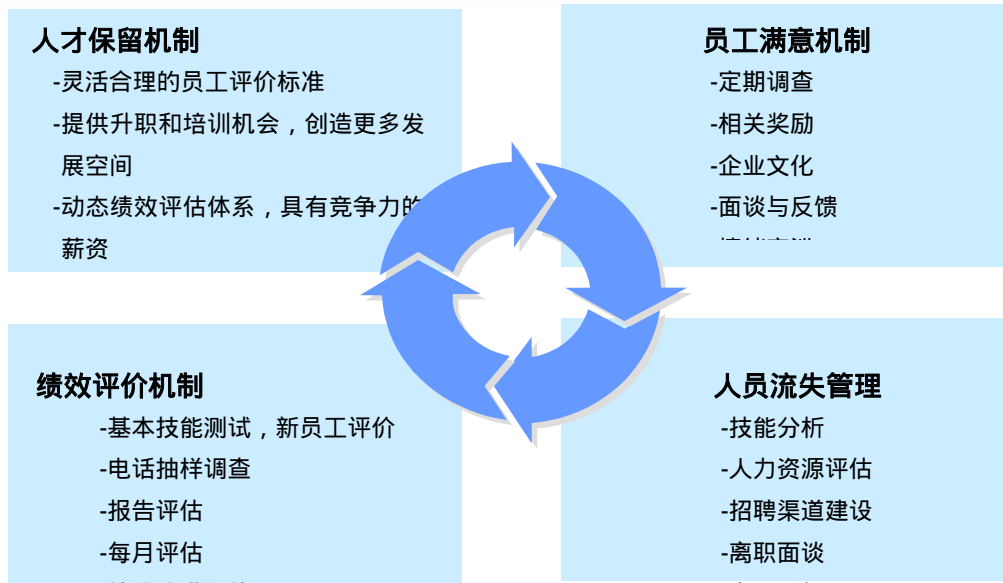 人才保留机制
-灵活合理的员工评价标准
-提供升职和培训机会，创造更多发
展空间
-动态绩效评估体系，具有竞争力的
薪资
员工满意机制
-定期调查
-相关奖励
-企业文化
-面谈与反馈
绩效评价机制
-基本技能测试，新员工评价
-电话抽样调查
-报告评估
-每月评估
人员流失管理
-技能分析
-人力资源评估
-招聘渠道建设
-离职面谈